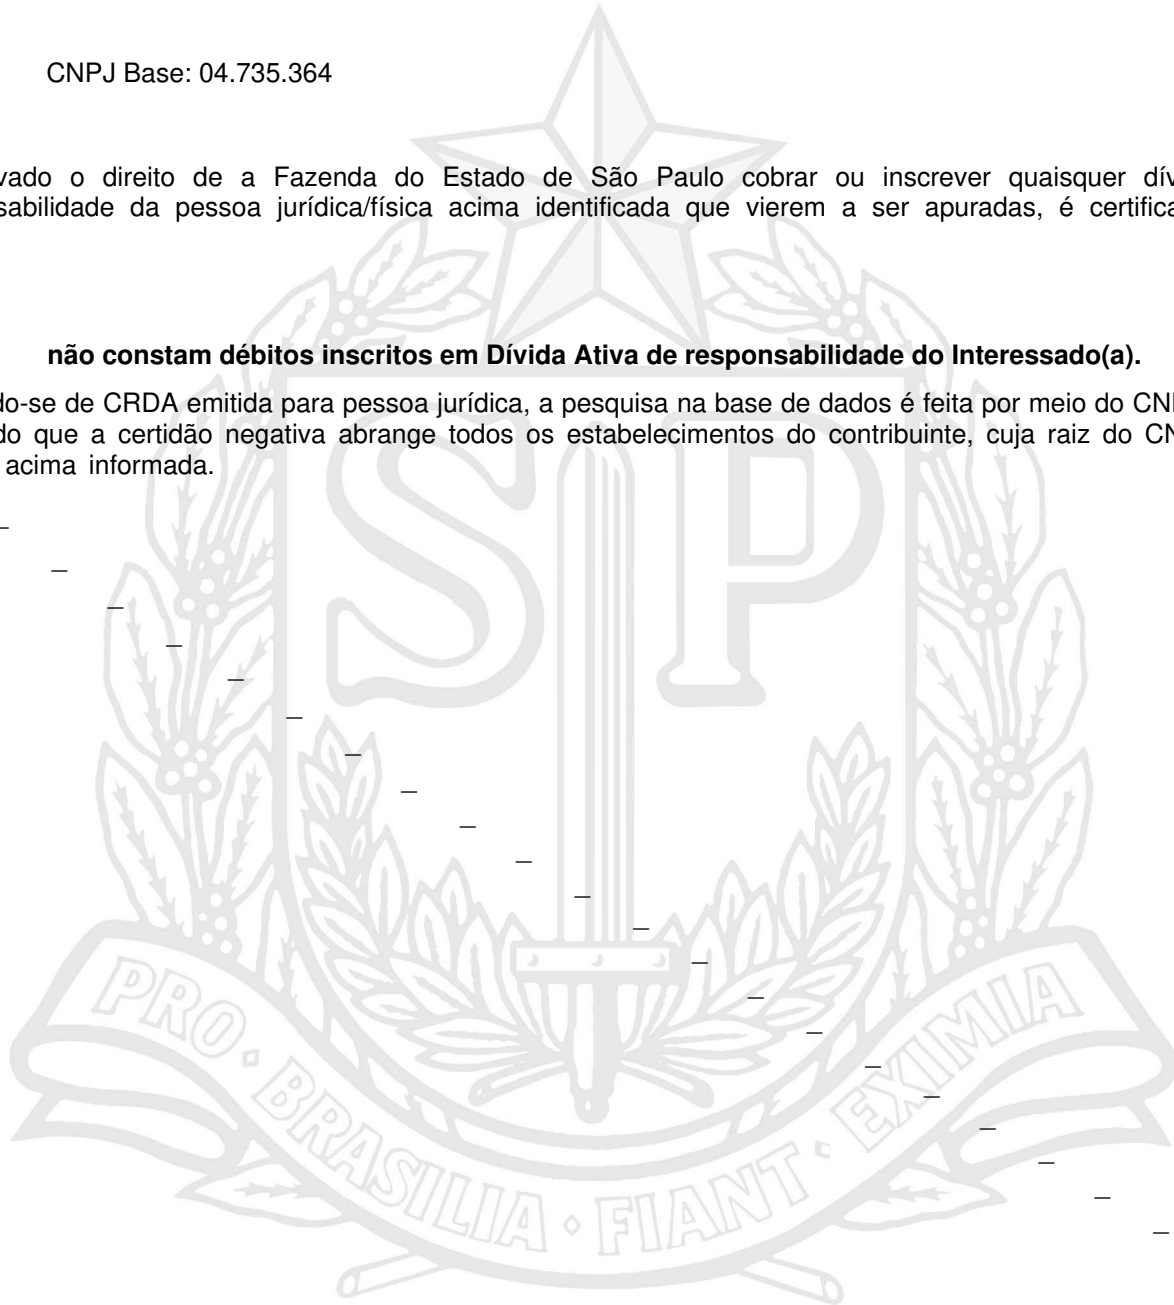 CNPJ Base: 04.735.364
vado o direito de a Fazenda do Estado de São Paulo cobrar ou inscrever quaisquer dív
sabilidade da pessoa jurídica/física acima identificada que vierem a ser apuradas, é certifica
não constam débitos inscritos em Dívida Ativa de responsabilidade do Interessado(a).
do-se de CRDA emitida para pessoa jurídica, a pesquisa na base de dados é feita por meio do CN
do que a certidão negativa abrange todos os estabelecimentos do contribuinte, cuja raiz do CN
acima informada.
SP
PRO BRASILIA FIANT EXIMIA